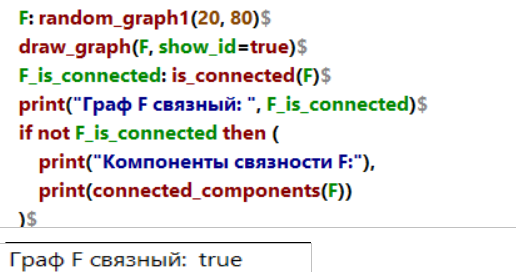 F: random_graph1(20, 80)$
draw_graph(F, show_id=true)$
F_is_connected: is_connected(F)$
print("Граф F связный: ", F_is_connected)$
if not F_is_connected then (
    print("Компоненты связности F:"),
    print(connected_components(F))
)$
Граф F связный:  true